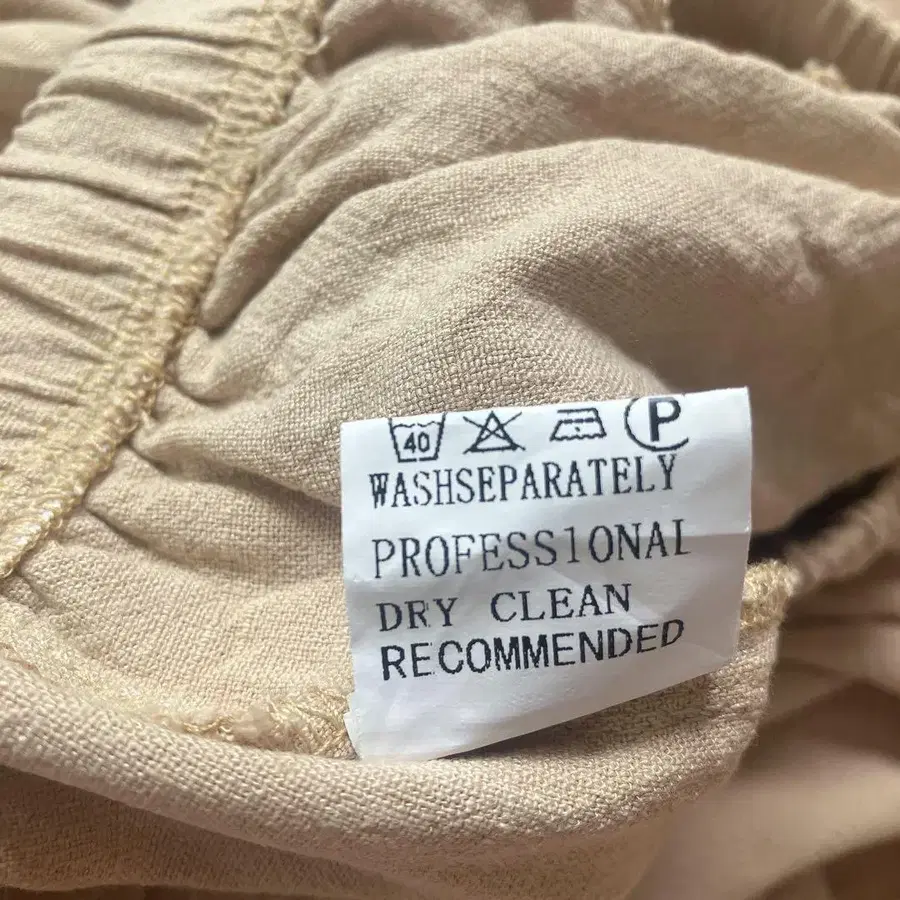 40 P
WASHSEPARATELY
PROFESS1ONAL
DRY CLEAN
RECOMMENDED